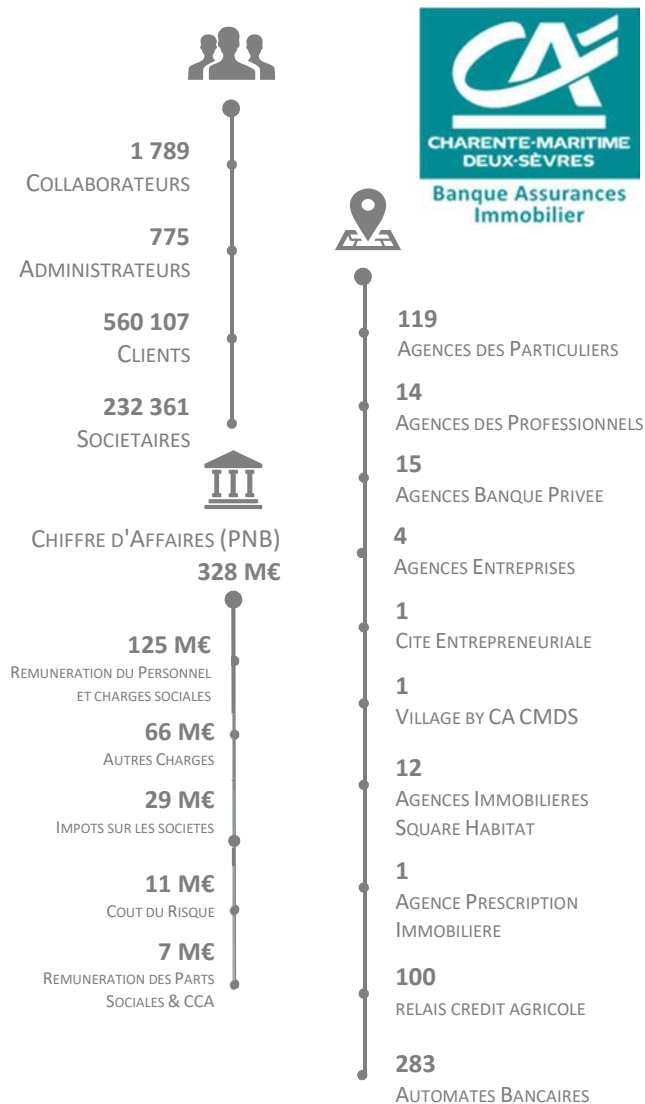 CHARENTE-MARITIME
DEUX-SÈVRES
Banque Assurances
Immobilier
1 789
COLLABORATEURS
775
ADMINISTRATEURS
560 107
CLIENTS
232 361
SOCIETAIRES
CHIFFRE D'AFFAIRES (PNB)
328 M€
125 M€
REMUNERATION DU PERSONNEL
ET CHARGES SOCIALES
66 M€
AUTRES CHARGES
29 M€
IMPOTS SUR LES SOCIETES
11 M€
COUT DU RISQUE
7 M€
REMUNERATION DES PARTS
SOCIALES & CCA
119
AGENCES DES PARTICULIERS
14
AGENCES DES PROFESSIONNELS
15
AGENCES BANQUE PRIVEE
4
AGENCES ENTREPRISES
1
CITE ENTREPRENEURIALE
1
VILLAGE BY CA CMDS
12
AGENCES IMMOBILIERES
SQUARE HABITAT
1
AGENCE PRESCRIPTION
IMMOBILIERE
100
RELAIS CREDIT AGRICOLE
283
AUTOMATES BANCAIRES